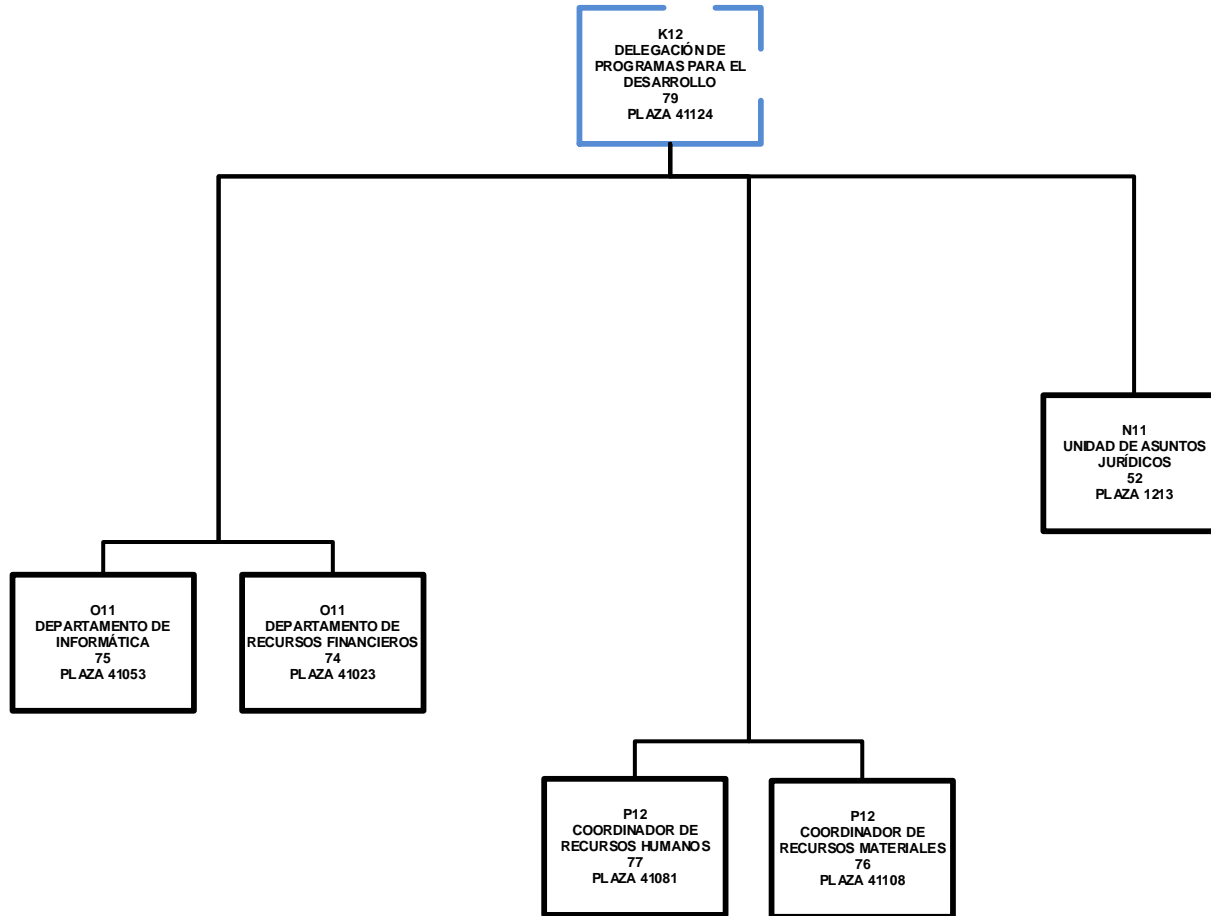 K12
DELEGACIÓN DE
PROGRAMAS PARA EL
DESARROLLO
79
PLAZA 41124
N11
UNIDAD DE ASUNTOS
JURÍDICOS
52
PLAZA 1213
O11
DEPARTAMENTO DE
INFORMÁTICA
75
PLAZA 41053
O11
DEPARTAMENTO DE
RECURSOS FINANCIEROS
74
PLAZA 41023
P12
COORDINADOR DE
RECURSOS HUMANOS
77
PLAZA 41081
P12
COORDINADOR DE
RECURSOS MATERIALES
76
PLAZA 41108